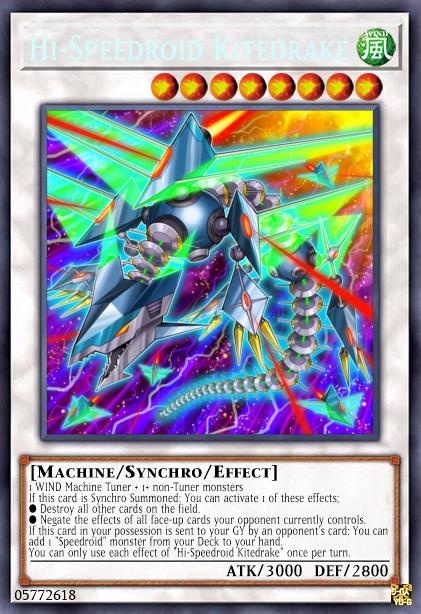 Hi-Speedroid Kitedrake
WIND
風
[Machine/Synchro/Effect]
1 WIND Machine Tuner + 1+ non-Tuner monsters
If this card is Synchro Summoned: You can activate 1 of these effects;
● Destroy all other cards on the field.
● Negate the effects of all face-up cards your opponent currently controls.
If this card in your possession is sent to your GY by an opponent's card: You can
add 1 "Speedroid" monster from your Deck to your hand.
You can only use each effect of "Hi-Speedroid Kitedrake" once per turn.
ATK/3000 DEF/2800
05772618